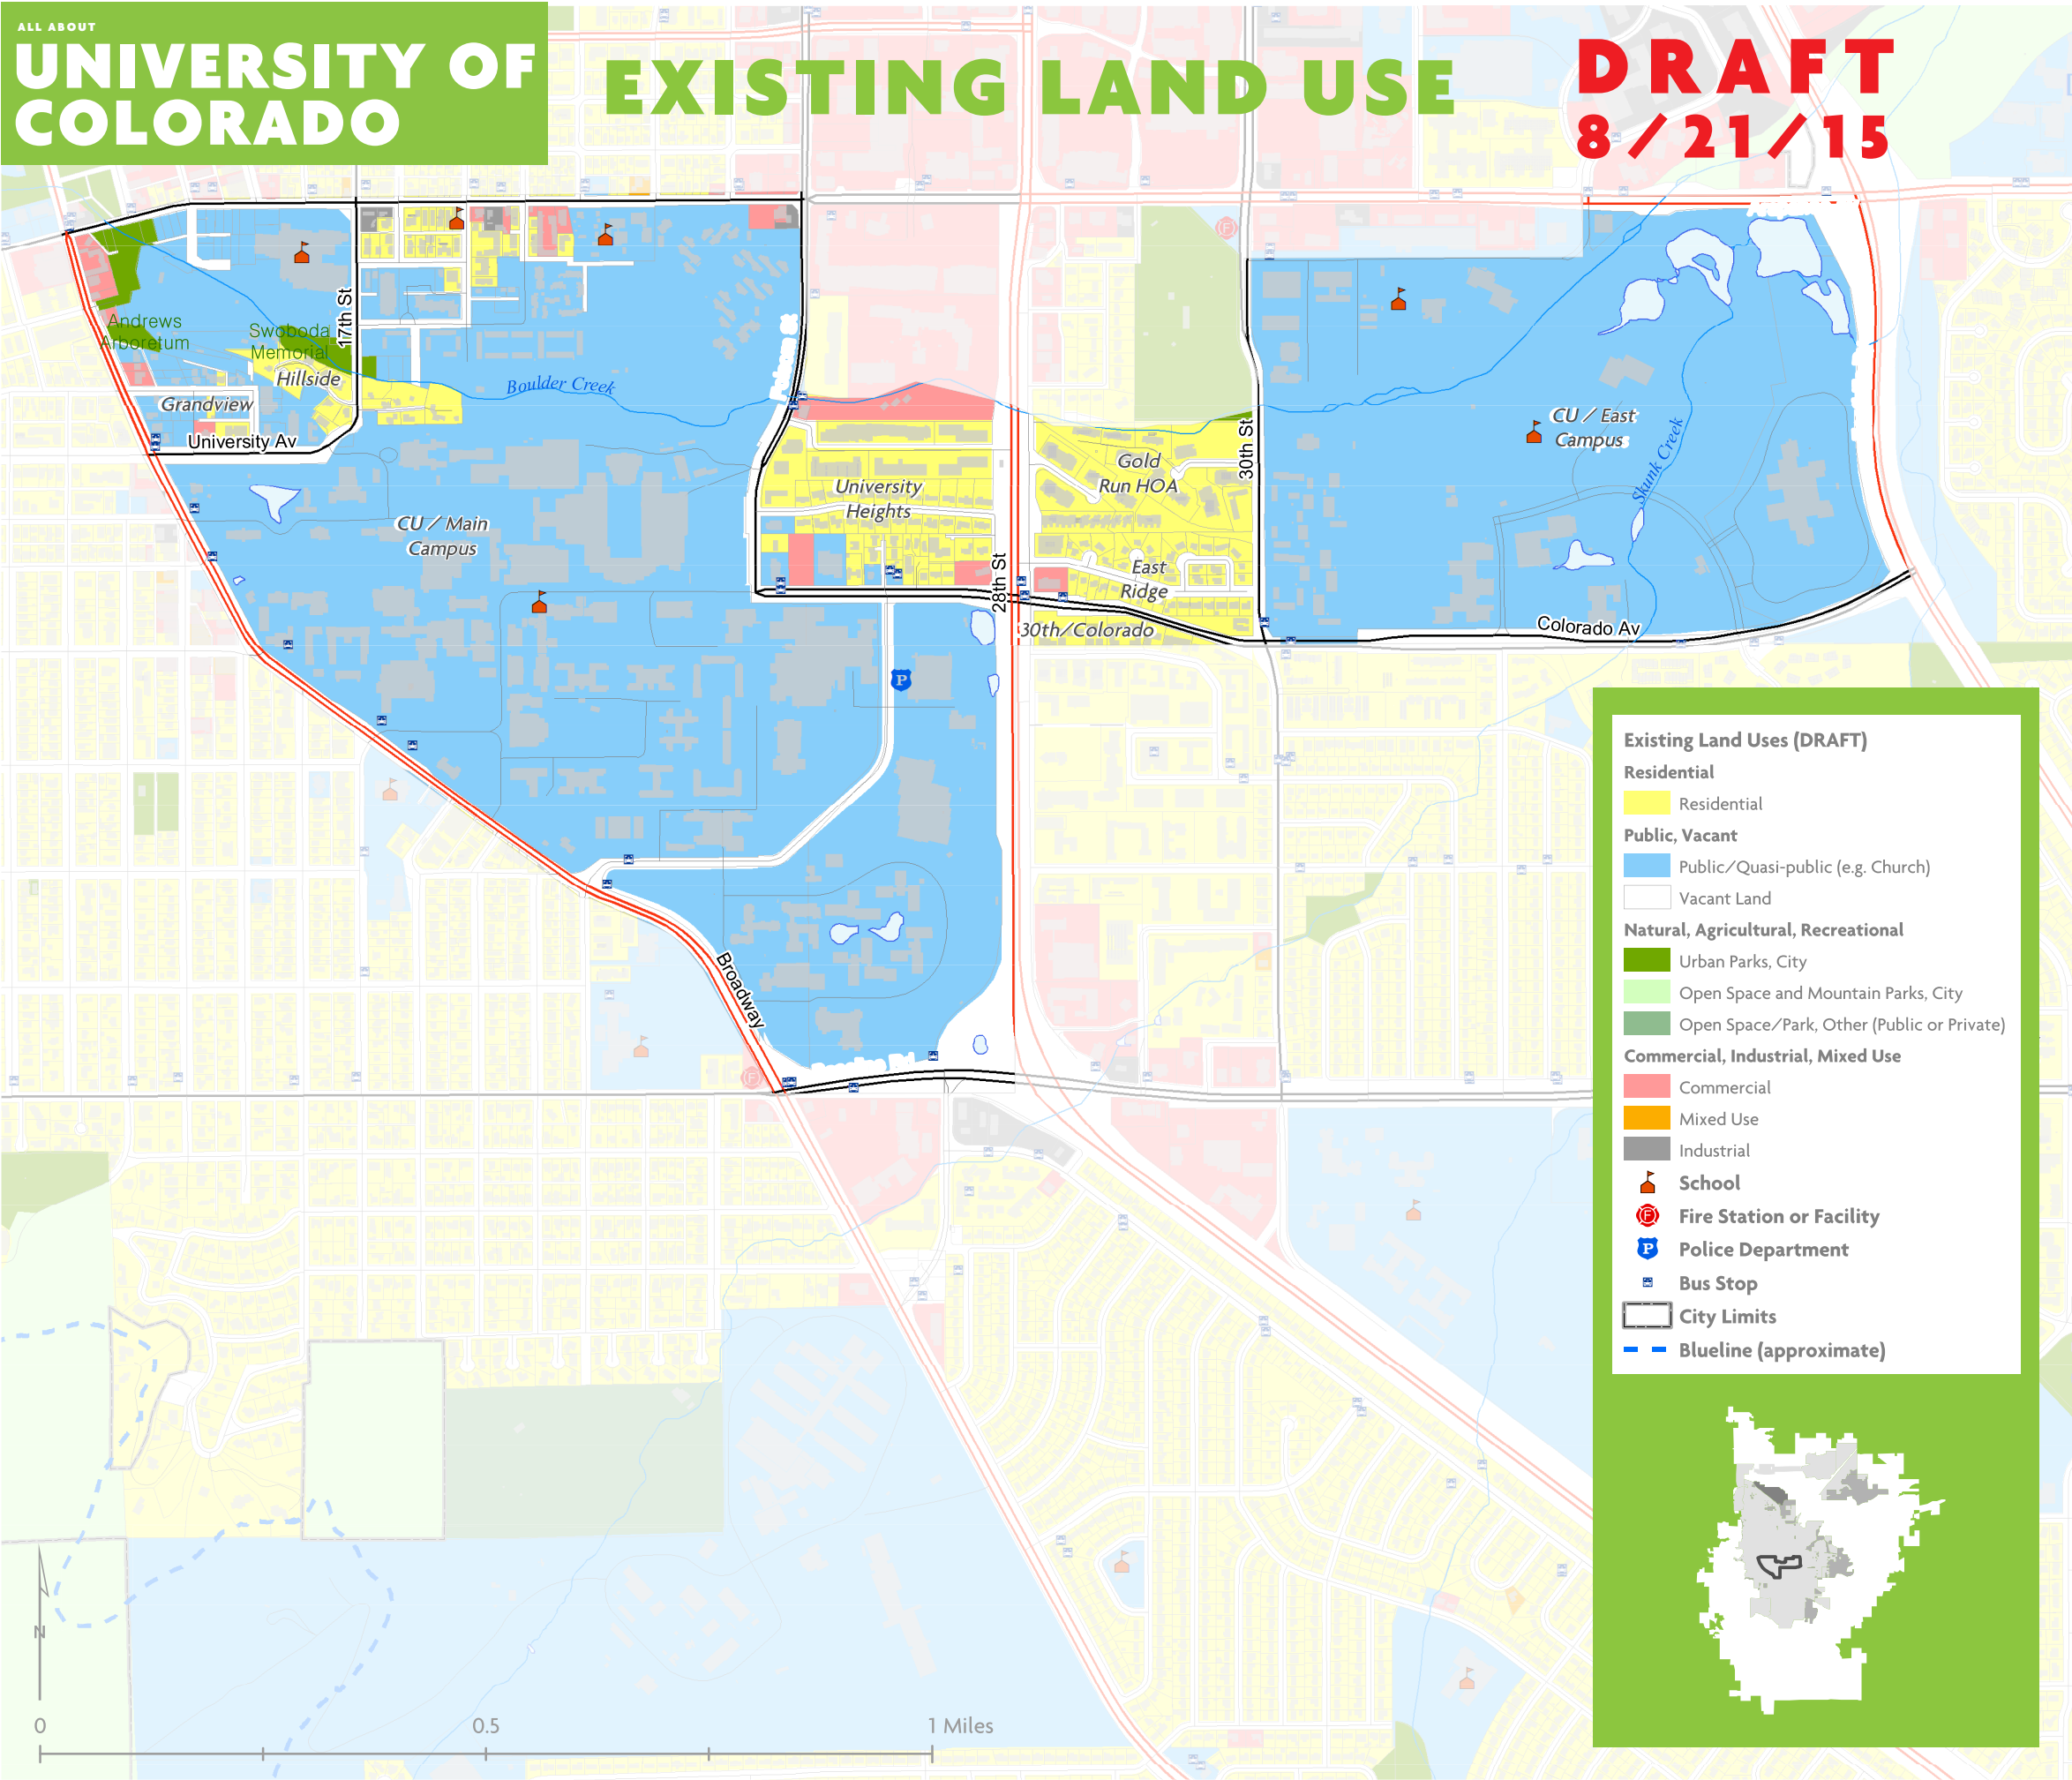 ALL ABOUT
UNIVERSITY OF
COLORADO
EXISTING LAND USE
DRAFT
8/21/15
Andrews
Arboretum
Swoboda
Memorial
17th St
Hillside
Grandview
University Av
Boulder Creek
CU / Main
Campus
University
Heights
Gold
Run HOA
30th St
CU / East
Campus
Skunk Creek
28th St
East
Ridge
30th/Colorado
Colorado Av
P
Broadway
F
F
Existing Land Uses (DRAFT)
Residential
Residential
Public, Vacant
Public/Quasi-public (e.g. Church)
Vacant Land
Natural, Agricultural, Recreational
Urban Parks, City
Open Space and Mountain Parks, City
Open Space/Park, Other (Public or Private)
Commercial, Industrial, Mixed Use
Commercial
Mixed Use
Industrial
School
F Fire Station or Facility
P Police Department
Bus Stop
City Limits
Blueline (approximate)
N
0 0.5 1 Miles